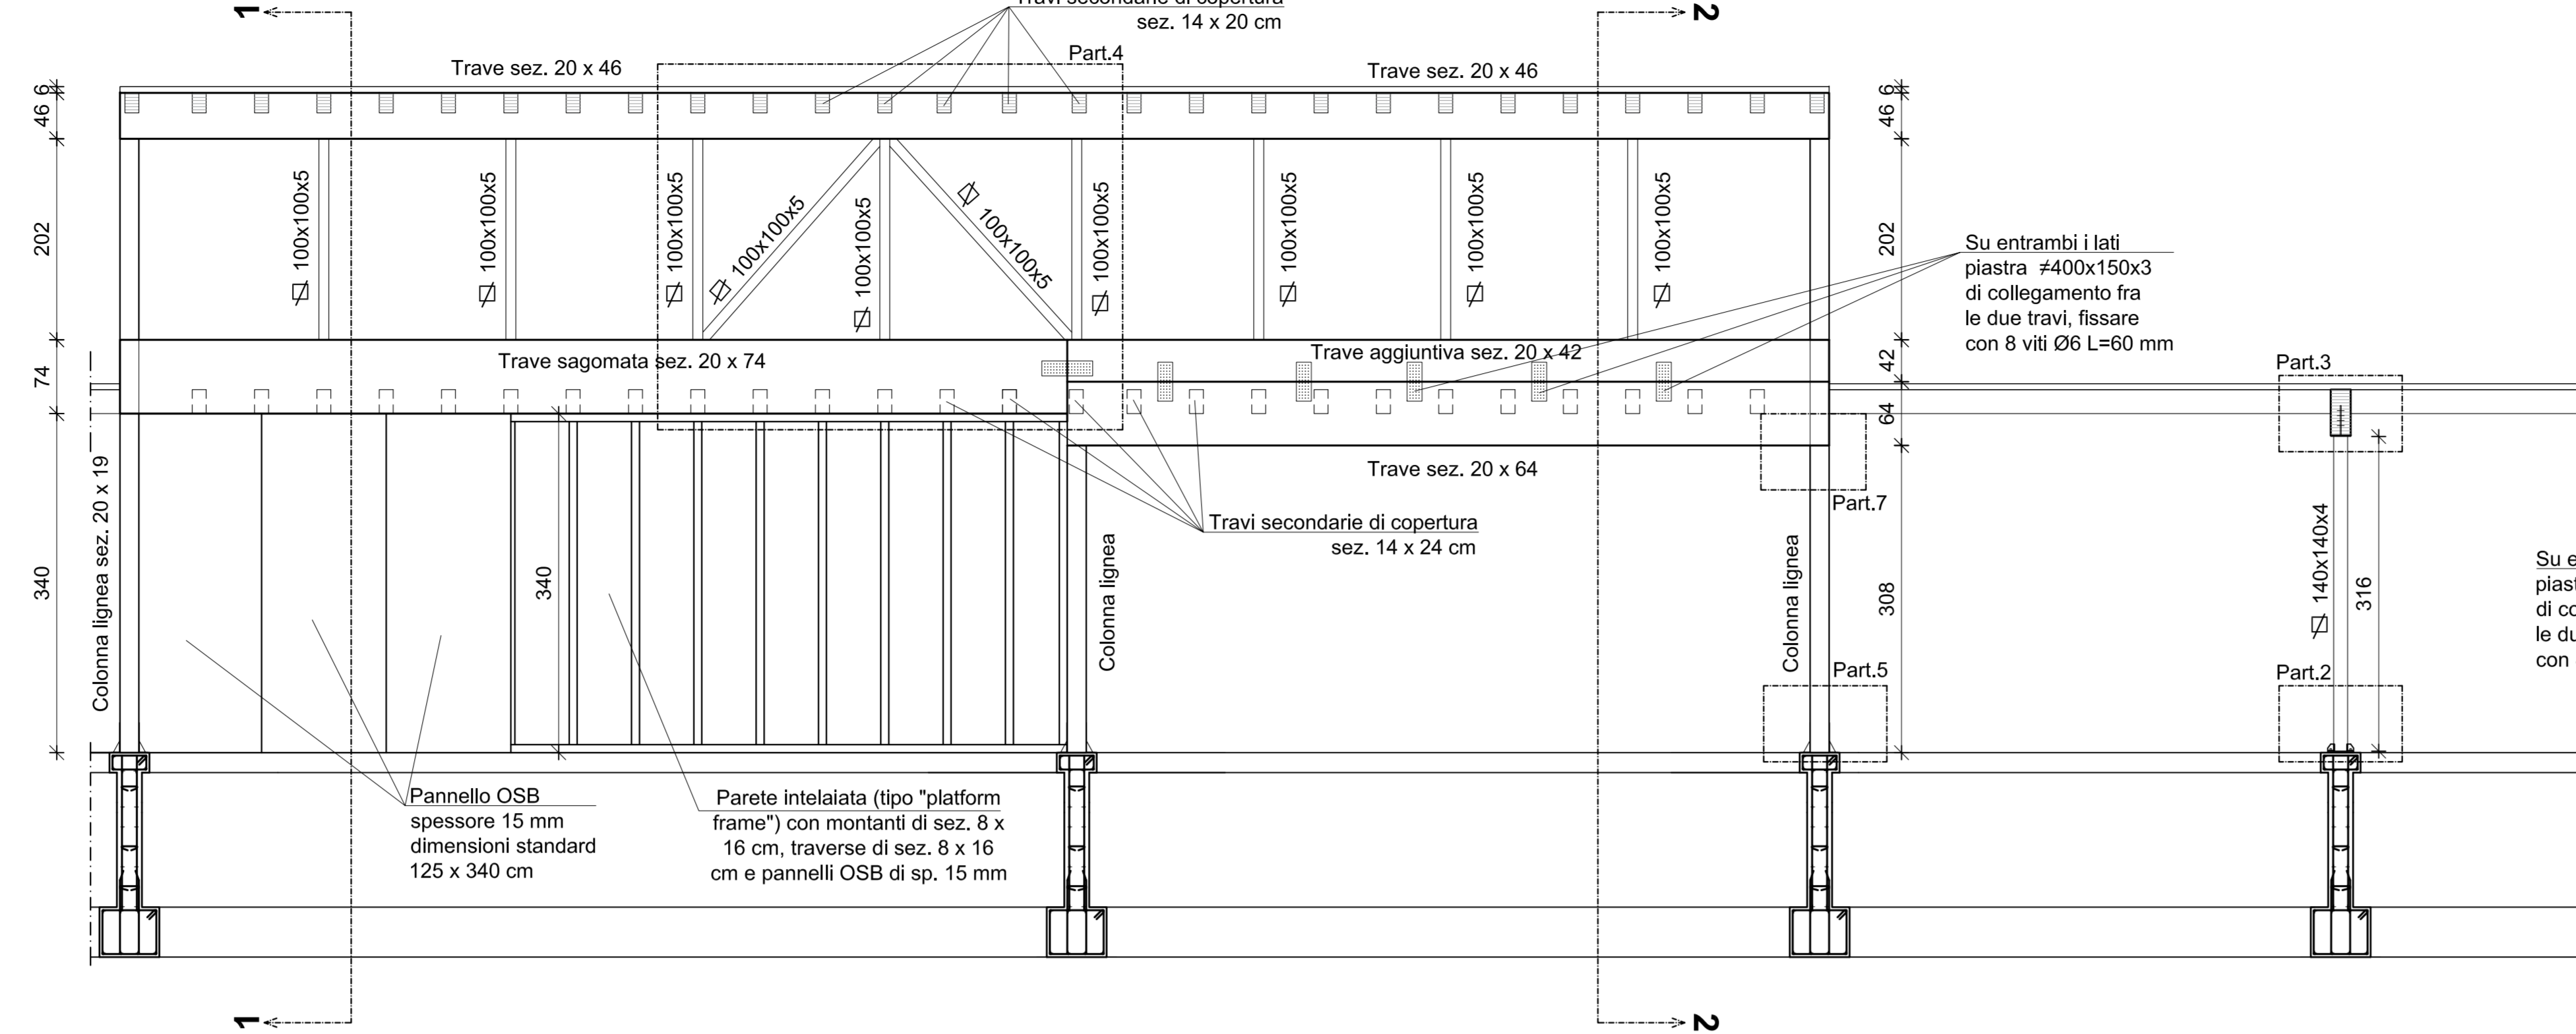 1
Travi secondarie di copertura
sez. 14 x 20 cm
2
Part.4
Trave sez. 20 x 46
Trave sez. 20 x 46
6
46
202
74
340
6
46
202
42
64
308
100x100x5
100x100x5
100x100x5
100x100x5
100x100x5
100x100x5
100x100x5
100x100x5
100x100x5
100x100x5
Su entrambi i lati
piastra ≠400x150x3
di collegamento fra
le due travi, fissare
con 8 viti Ø6 L=60 mm
Trave sagomata sez. 20 x 74
Trave aggiuntiva sez. 20 x 42
Part.3
Trave sez. 20 x 64
Part.7
Travi secondarie di copertura
sez. 14 x 24 cm
Colonna lignea sez. 20 x 19
340
Colonna lignea
Colonna lignea
140x140x4
316
Part.5
Part.2
Su e
pias
di co
le du
con
Pannello OSB
spessore 15 mm
dimensioni standard
125 x 340 cm
Parete intelaiata (tipo "platform
frame") con montanti di sez. 8 x
16 cm, traverse di sez. 8 x 16
cm e pannelli OSB di sp. 15 mm
1
2